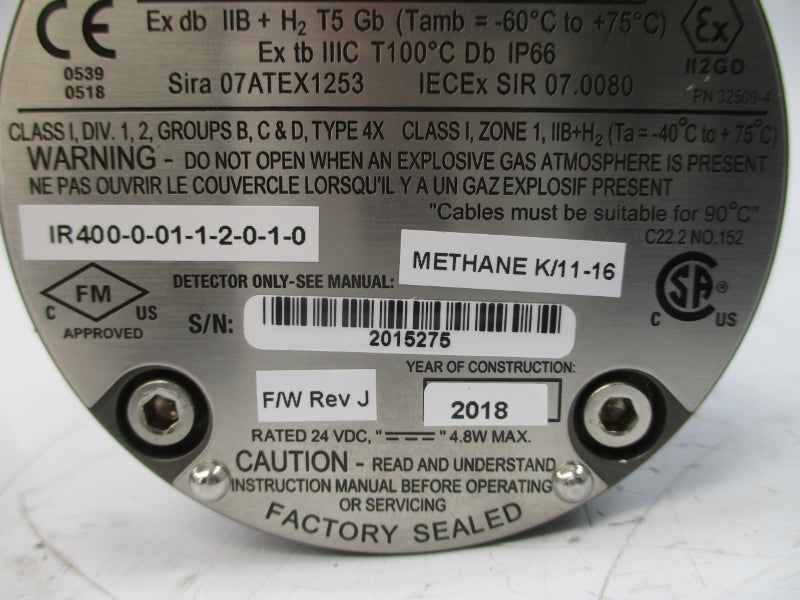 CE
Ex db IIB + H₂ T5 Gb (Tamb = -60°C to +75°C)
Ex tb IIIC T100°C Db IP66
Ex
0539
0518
Sira 07ATEX1253 IECEx SIR 07.0080
II2GD
PN 32509-4
CLASS I, DIV. 1, 2, GROUPS B, C & D, TYPE 4X CLASS I, ZONE 1, IIB+H₂ (Ta = -40°C to + 75°C)
WARNING - DO NOT OPEN WHEN AN EXPLOSIVE GAS ATMOSPHERE IS PRESENT
NE PAS OUVRIR LE COUVERCLE LORSQU'IL Y A UN GAZ EXPLOSIF PRESENT
"Cables must be suitable for 90°C"
IR400-0-01-1-2-0-1-0
C22.2 NO.152
METHANE K/11-16
DETECTOR ONLY-SEE MANUAL:
FM
C US
APPROVED
SA®
C US
S/N:
2015275
YEAR OF CONSTRUCTION:
F/W Rev J
2018
RATED 24 VDC, " " 4.8W MAX.
CAUTION - READ AND UNDERSTAND
INSTRUCTION MANUAL BEFORE OPERATING
OR SERVICING
FACTORY SEALED